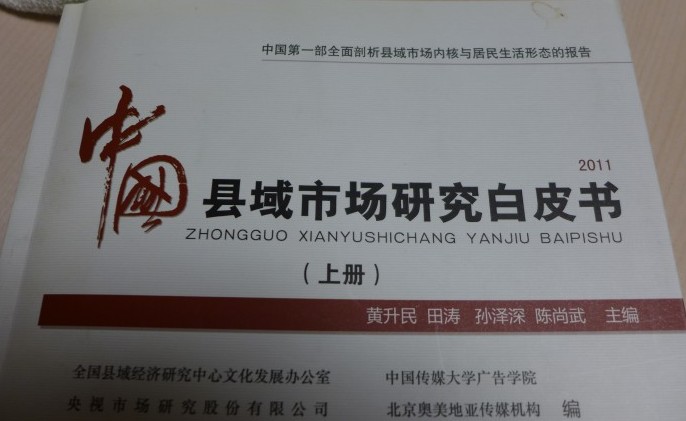 中国第一部全面剖析县域市场内核与居民生活形态的报告
2011
中國
县域市场研究白皮书
ZHONGGUO XIANYUSHICHANG YANJIU BAIPISHU
（上册）
黄升民 田涛 孙泽深 陈尚武 主编
全国县域经济研究中心文化发展办公室 中国传媒大学广告学院
央视市场研究股份有限公司 北京奥美地亚传媒机构 编